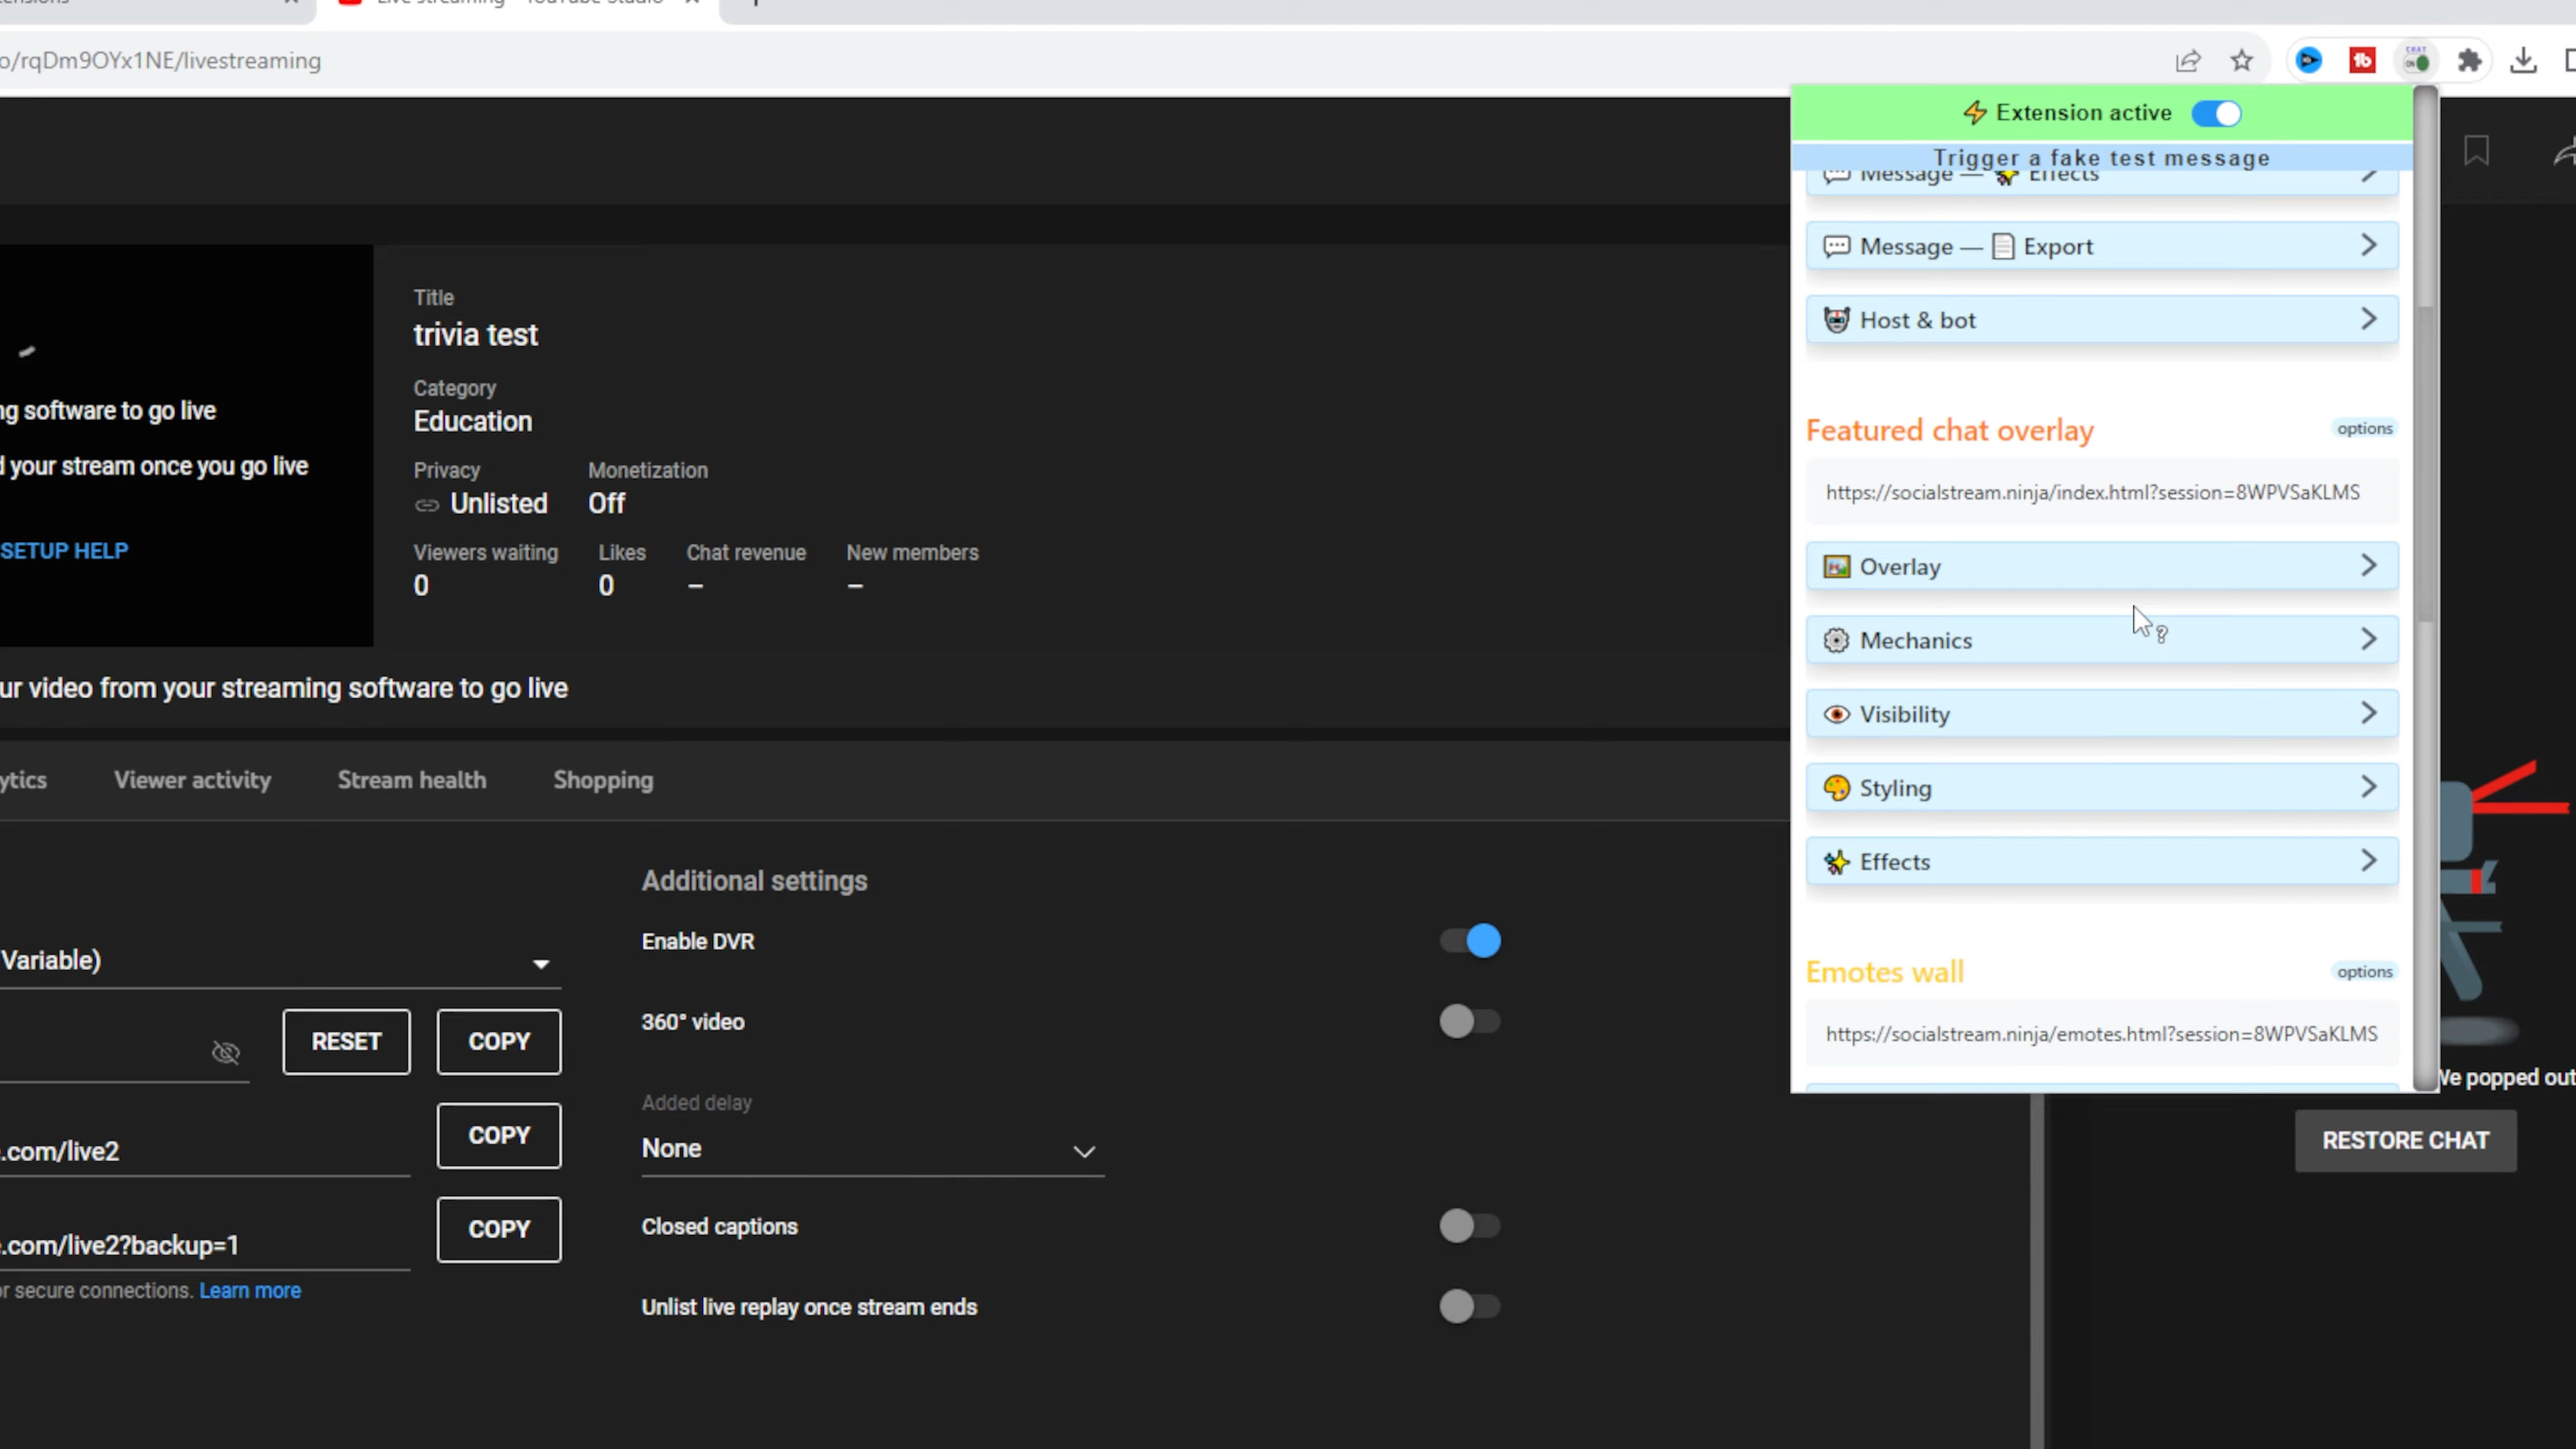 o/rqDm9OYx1NE/livestreaming
Extension active
Trigger a fake test message
Message — Effects
Message — Export
Host & bot
Featured chat overlay
options
https://socialstream.ninja/index.html?session=8WPVSaKLMS
Overlay
Mechanics
Visibility
Styling
Effects
Emotes wall
options
https://socialstream.ninja/emotes.html?session=8WPVSaKLMS
Title
trivia test
Category
Education
Privacy
Monetization
Unlisted
Off
Viewers waiting
Likes
Chat revenue
New members
0
0
–
–
ng software to go live
d your stream once you go live
SETUP HELP
ur video from your streaming software to go live
ytics
Viewer activity
Stream health
Shopping
Variable)
RESET
COPY
.com/live2
COPY
.com/live2?backup=1
COPY
or secure connections. Learn more
Additional settings
Enable DVR
360° video
Added delay
None
Closed captions
Unlist live replay once stream ends
We popped out
RESTORE CHAT